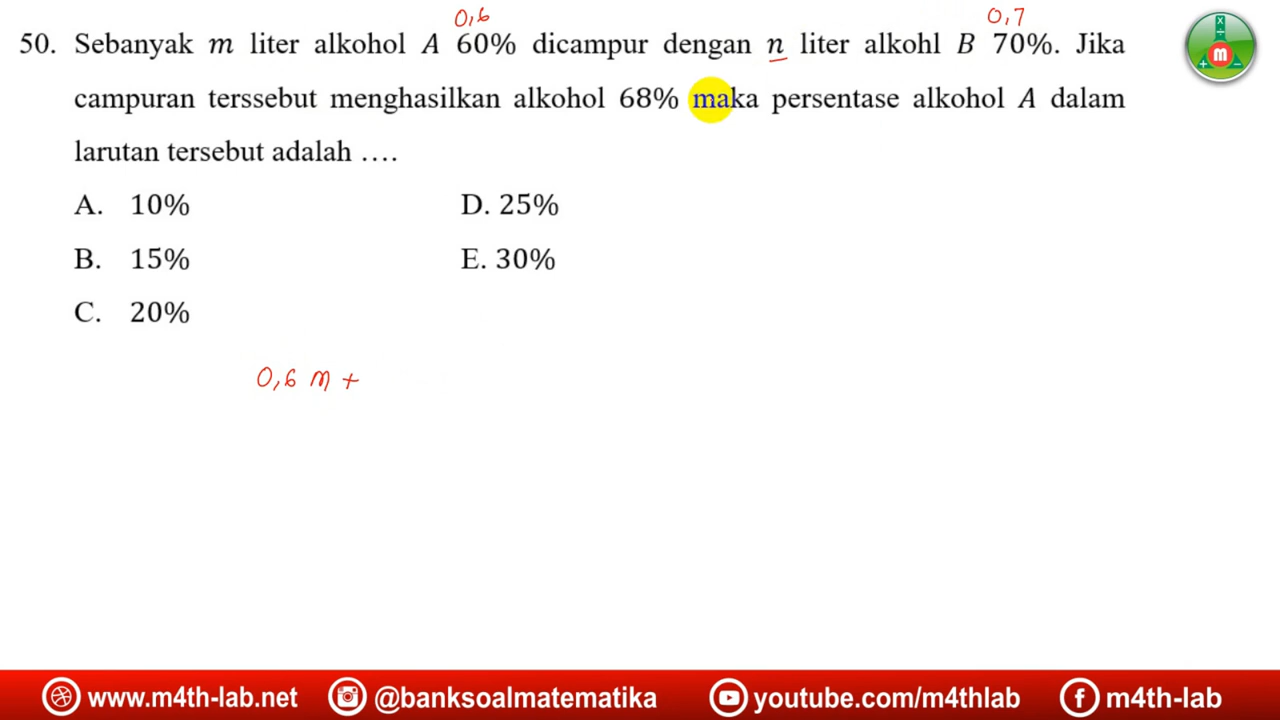 0,6 0,7
50. Sebanyak m liter alkohol A 60% dicampur dengan n liter alkohl B 70%. Jika
campuran terssebut menghasilkan alkohol 68% maka persentase alkohol A dalam
larutan tersebut adalah ....
A. 10% D. 25%
B. 15% E. 30%
C. 20%
0,6 m +
m
www.m4th-lab.net @banksoalmatematika youtube.com/m4thlab m4th-lab